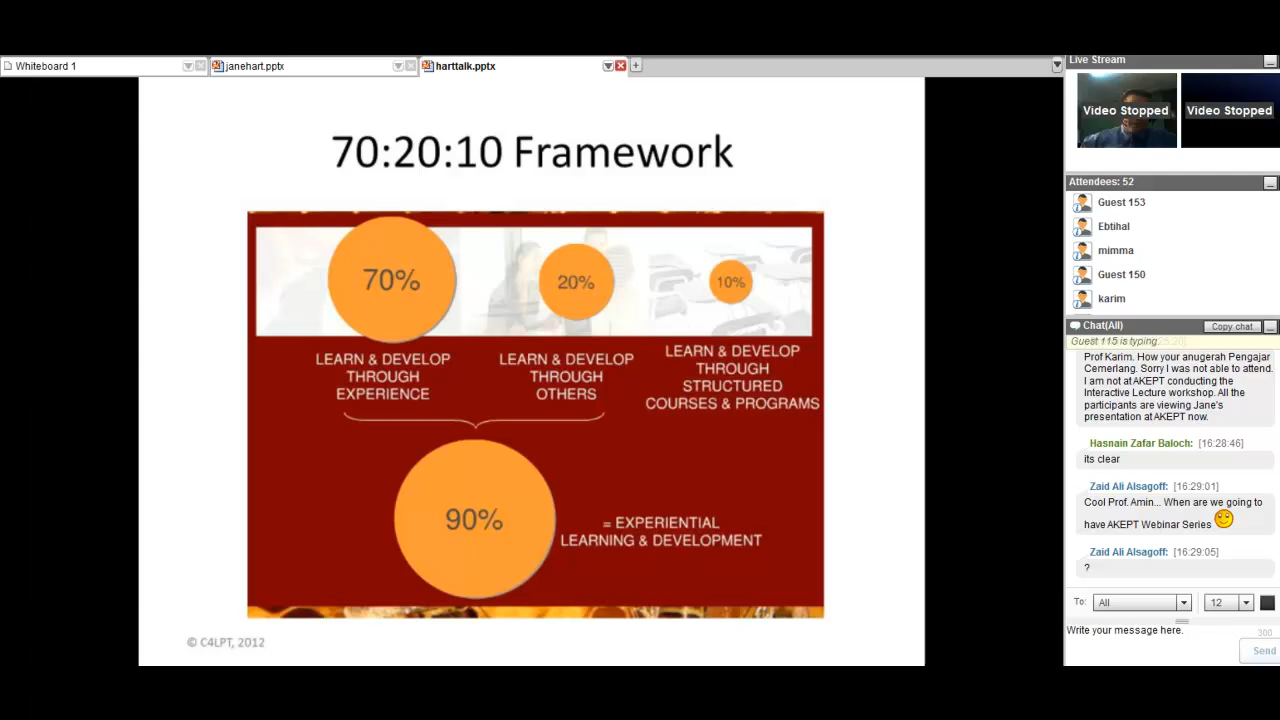 Whiteboard 1
janehart.pptx
harttalk.pptx
70:20:10 Framework
70%
20%
10%
LEARN & DEVELOP
THROUGH
EXPERIENCE
LEARN & DEVELOP
THROUGH
OTHERS
LEARN & DEVELOP
THROUGH
STRUCTURED
COURSES & PROGRAMS
90%
= EXPERIENTIAL
LEARNING & DEVELOPMENT
© C4LPT, 2012
Live Stream
Video Stopped
Video Stopped
Attendees: 52
Guest 153
Ebtihal
mimma
Guest 150
karim
Chat(All)
Copy chat
Guest 115 is typing.
Prof Karim. How your anugerah Pengajar
Cemerlang. Sorry I was not able to attend.
I am not at AKEPT conducting the
Interactive Lecture workshop. All the
participants are viewing Jane's
presentation at AKEPT now.
Hasnain Zafar Baloch: [16:28:46]
its clear
Zaid Ali Alsagoff: [16:29:01]
Cool Prof. Amin... When are we going to
have AKEPT Webinar Series
Zaid Ali Alsagoff: [16:29:05]
?
To: All 12
Write your message here.
300
Send